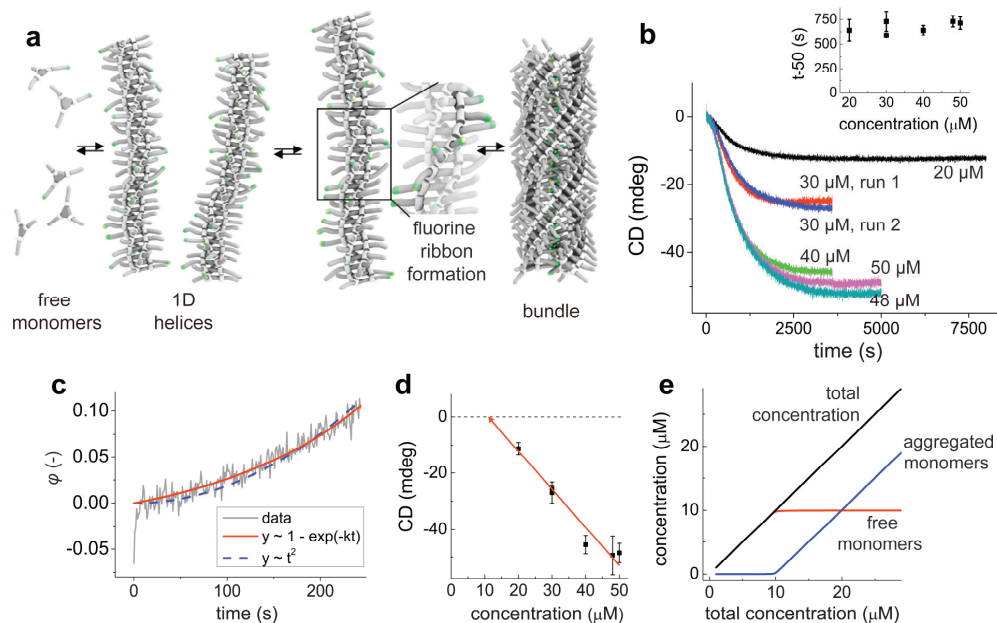 a
free
monomers
1D
helices
fluorine
ribbon
formation
bundle
b
t-50 (s)
750
500
250
0
20
30
40
50
concentration (µM)
CD (mdeg)
0
-20
-40
20 µM
30 µM, run 1
30 µM, run 2
40 µM
50 µM
48 µM
0
2500
5000
7500
time (s)
c
φ (-)
0.10
0.05
0.00
-0.05
data
y ~ 1 - exp(-kt)
y ~ t²
0
100
200
time (s)
d
CD (mdeg)
0
-20
-40
0
10
20
30
40
50
concentration (µM)
e
concentration (µM)
20
0
total
concentration
aggregated
monomers
free
monomers
0
10
20
total concentration (µM)